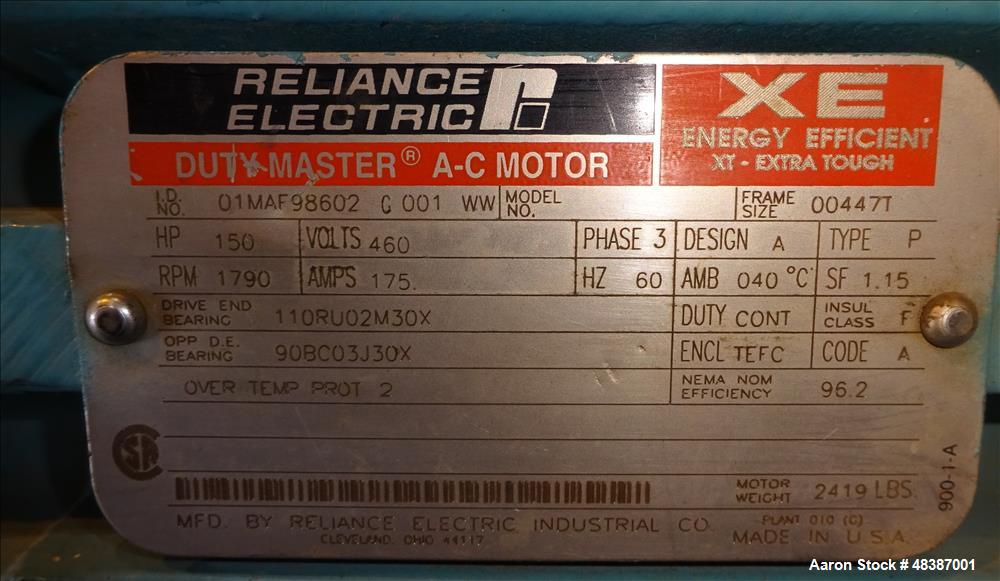 RELIANCE
ELECTRIC
XE
ENERGY EFFICIENT
XT - EXTRA TOUGH
DUTY MASTER® A-C MOTOR
I.D. NO. 01MAF98602 G 001 WW MODEL NO. FRAME SIZE 00447T
HP 150 VOLTS 460 PHASE 3 DESIGN A TYPE P
RPM 1790 AMPS 175. HZ 60 AMB 040 °C SF 1.15
DRIVE END BEARING 110RU02M30X DUTY CONT INSUL CLASS F
OPP D.E. BEARING 90BC03J30X ENCL TEFC CODE A
OVER TEMP PROT 2 NEMA NOM EFFICIENCY 96.2
SA
MOTOR WEIGHT 2419 LBS.
900-1-A
MFD. BY RELIANCE ELECTRIC INDUSTRIAL CO. PLANT 010 (C)
CLEVELAND, OHIO 44117 MADE IN U.S.A.
Aaron Stock # 48387001